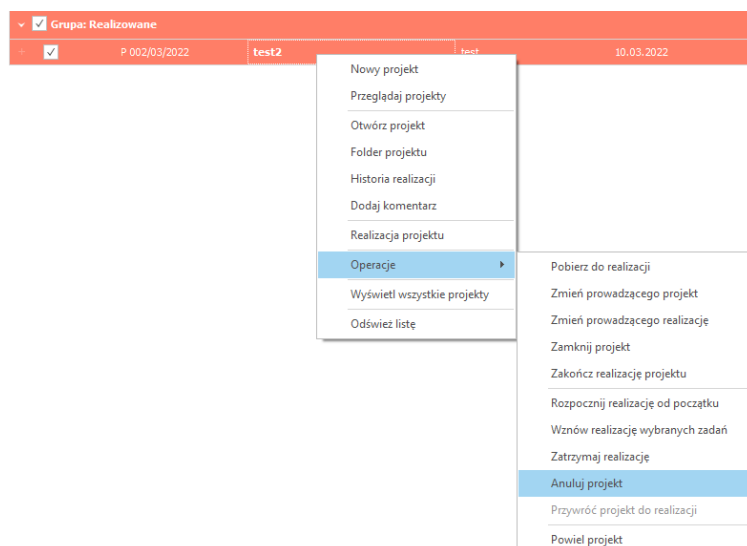 Grupa: Realizowane
P 002/03/2022 test2 test 10.03.2022
Nowy projekt
Przeglądaj projekty
Otwórz projekt
Folder projektu
Historia realizacji
Dodaj komentarz
Realizacja projektu
Operacje
Wyświetl wszystkie projekty
Odśwież listę
Pobierz do realizacji
Zmień prowadzącego projekt
Zmień prowadzącego realizację
Zamknij projekt
Zakończ realizację projektu
Rozpocznij realizację od początku
Wznów realizację wybranych zadań
Zatrzymaj realizację
Anuluj projekt
Przywróć projekt do realizacji
Powiel projekt